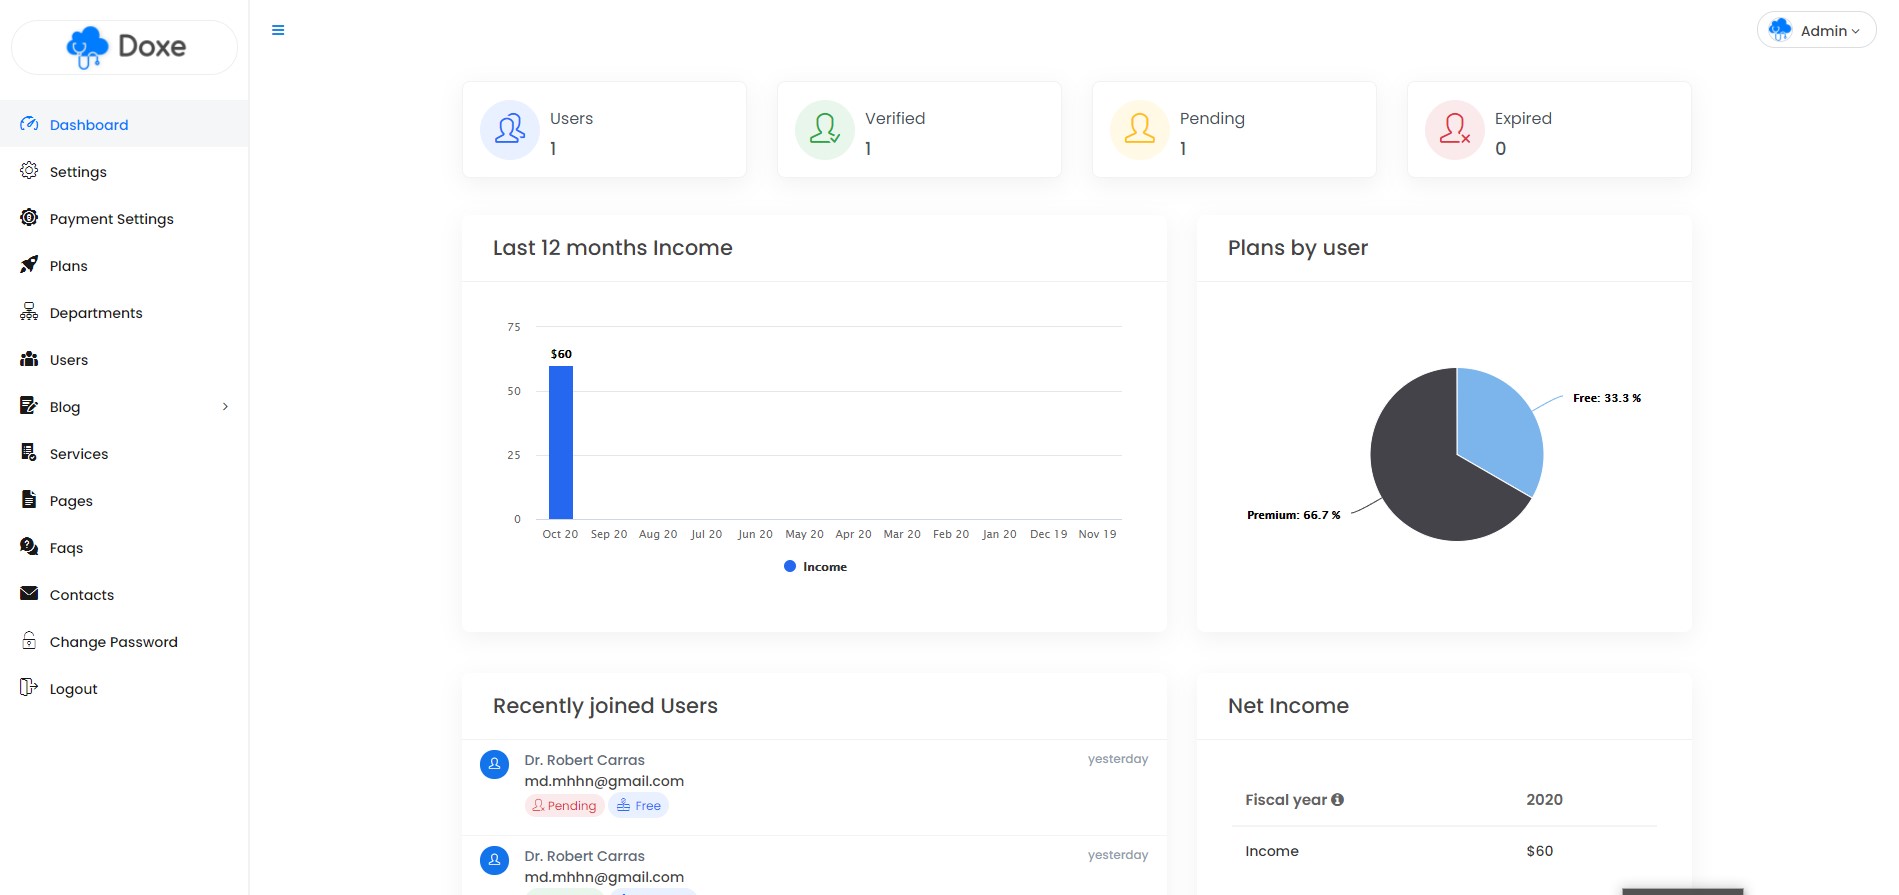 Doxe
Admin
Dashboard
Settings
Payment Settings
Plans
Departments
Users
Blog
Services
Pages
Faqs
Contacts
Change Password
Logout
Users
1
Verified
1
Pending
1
Expired
0
Last 12 months Income
75
50
25
0
$60
Oct 20 Sep 20 Aug 20 Jul 20 Jun 20 May 20 Apr 20 Mar 20 Feb 20 Jan 20 Dec 19 Nov 19
Income
Plans by user
Free: 33.3 %
Premium: 66.7 %
Recently joined Users
Dr. Robert Carras yesterday
md.mhhn@gmail.com
Pending Free
Dr. Robert Carras yesterday
md.mhhn@gmail.com
Net Income
Fiscal year 2020
Income $60